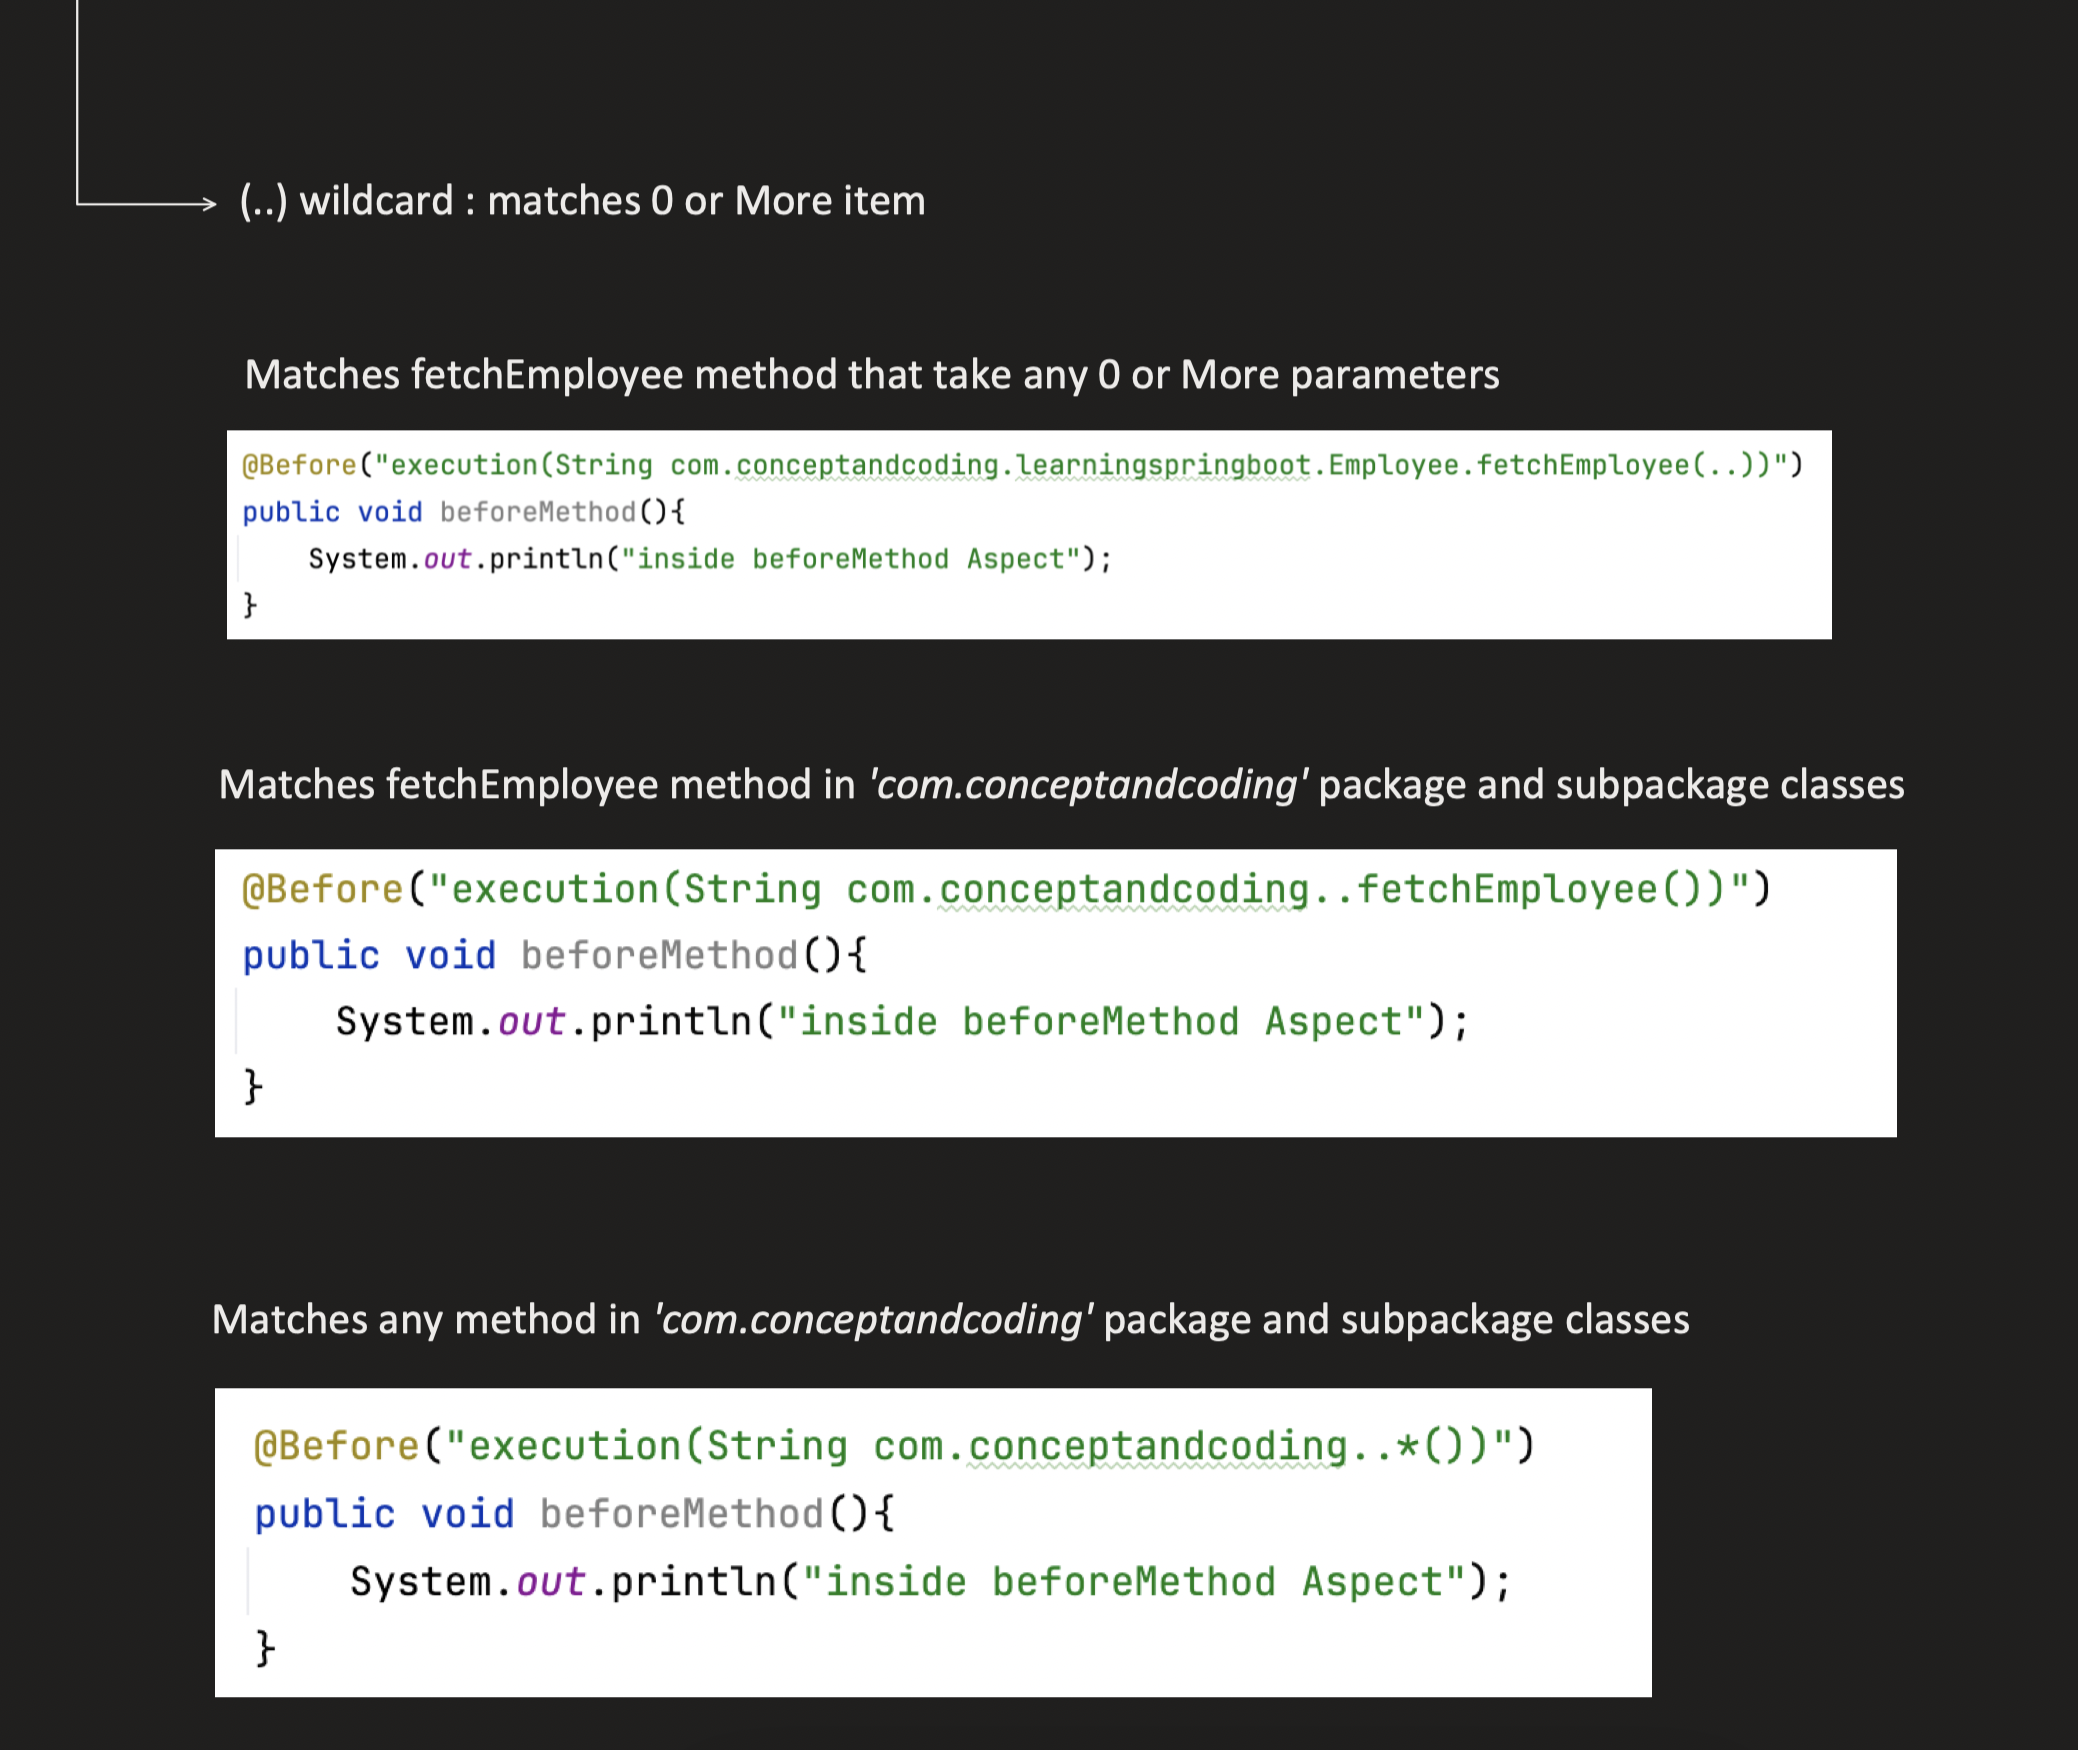 (..) wildcard : matches 0 or More item
Matches fetchEmployee method that take any 0 or More parameters
@Before("execution(String com.conceptandcoding.learningspringboot.Employee.fetchEmployee(..))")
public void beforeMethod(){
    System.out.println("inside beforeMethod Aspect");
}
Matches fetchEmployee method in 'com.conceptandcoding' package and subpackage classes
@Before("execution(String com.conceptandcoding..fetchEmployee())")
public void beforeMethod(){
    System.out.println("inside beforeMethod Aspect");
}
Matches any method in 'com.conceptandcoding' package and subpackage classes
@Before("execution(String com.conceptandcoding..*())")
public void beforeMethod(){
    System.out.println("inside beforeMethod Aspect");
}